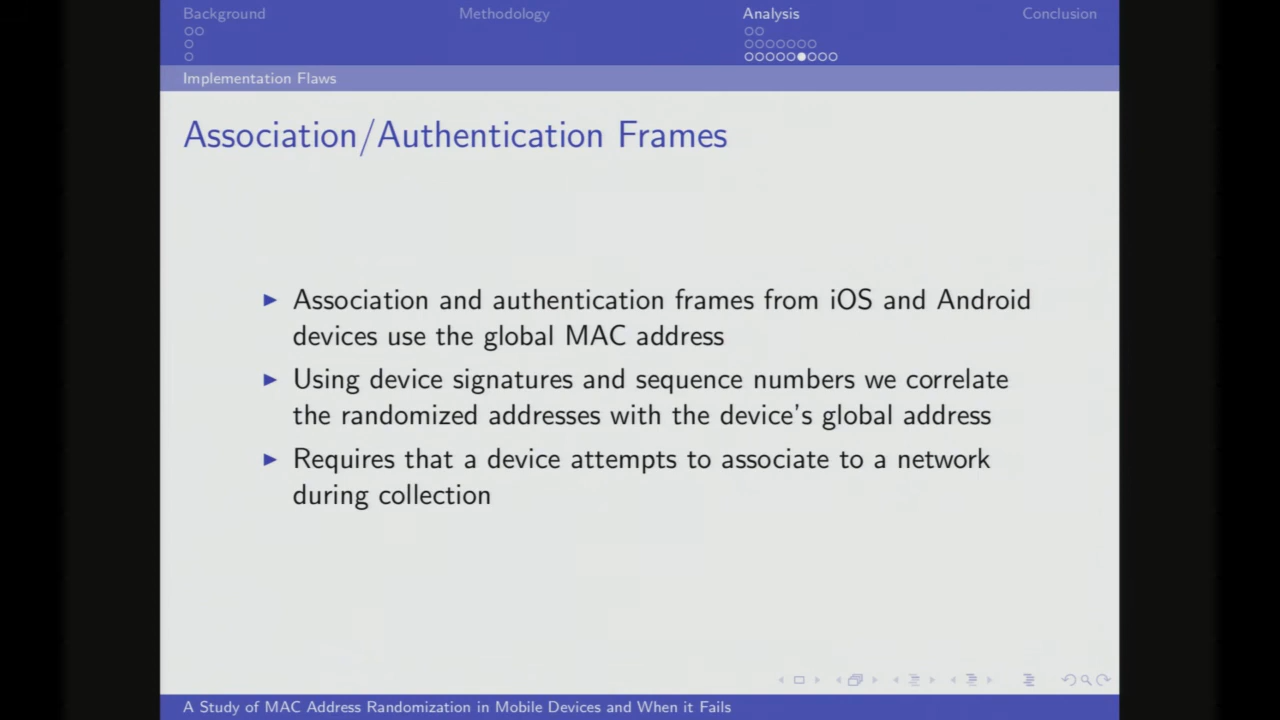 Background Methodology Analysis Conclusion
Implementation Flaws
Association/Authentication Frames
Association and authentication frames from iOS and Android
devices use the global MAC address
Using device signatures and sequence numbers we correlate
the randomized addresses with the device's global address
Requires that a device attempts to associate to a network
during collection
A Study of MAC Address Randomization in Mobile Devices and When it Fails